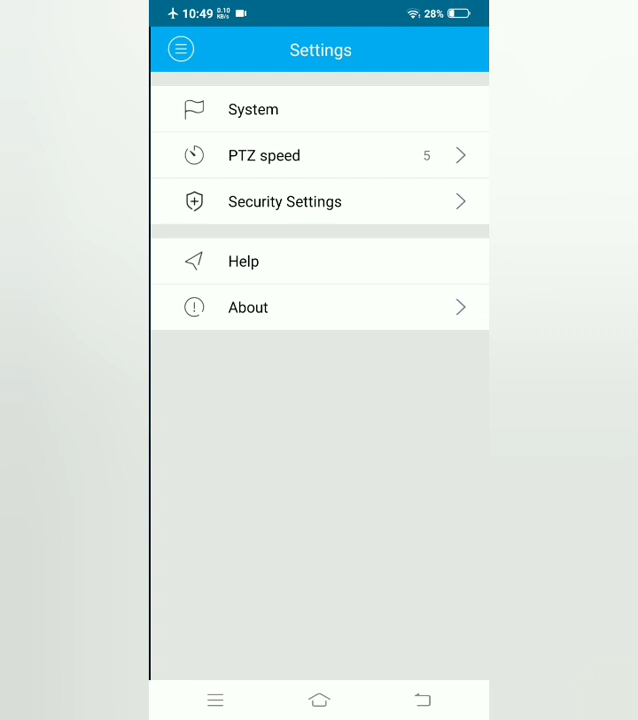 10:49 0.10 KB/s 28%
Settings
System
PTZ speed 5
Security Settings
Help
About